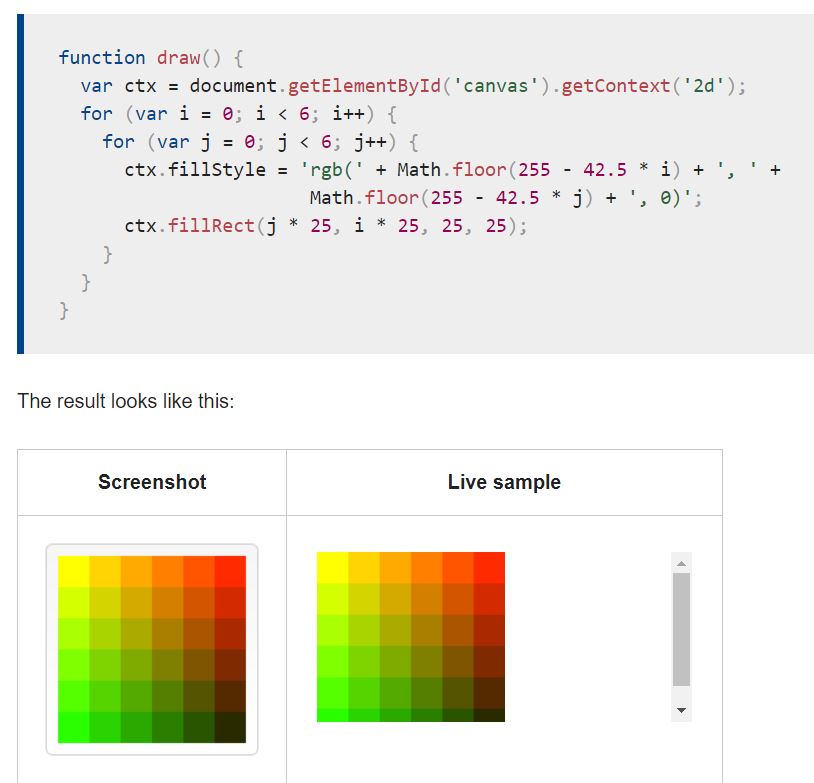 function draw() {
  var ctx = document.getElementById('canvas').getContext('2d');
  for (var i = 0; i < 6; i++) {
    for (var j = 0; j < 6; j++) {
      ctx.fillStyle = 'rgb(' + Math.floor(255 - 42.5 * i) + ', ' +
                       Math.floor(255 - 42.5 * j) + ', 0)';
      ctx.fillRect(j * 25, i * 25, 25, 25);
    }
  }
}
The result looks like this:
Screenshot
Live sample